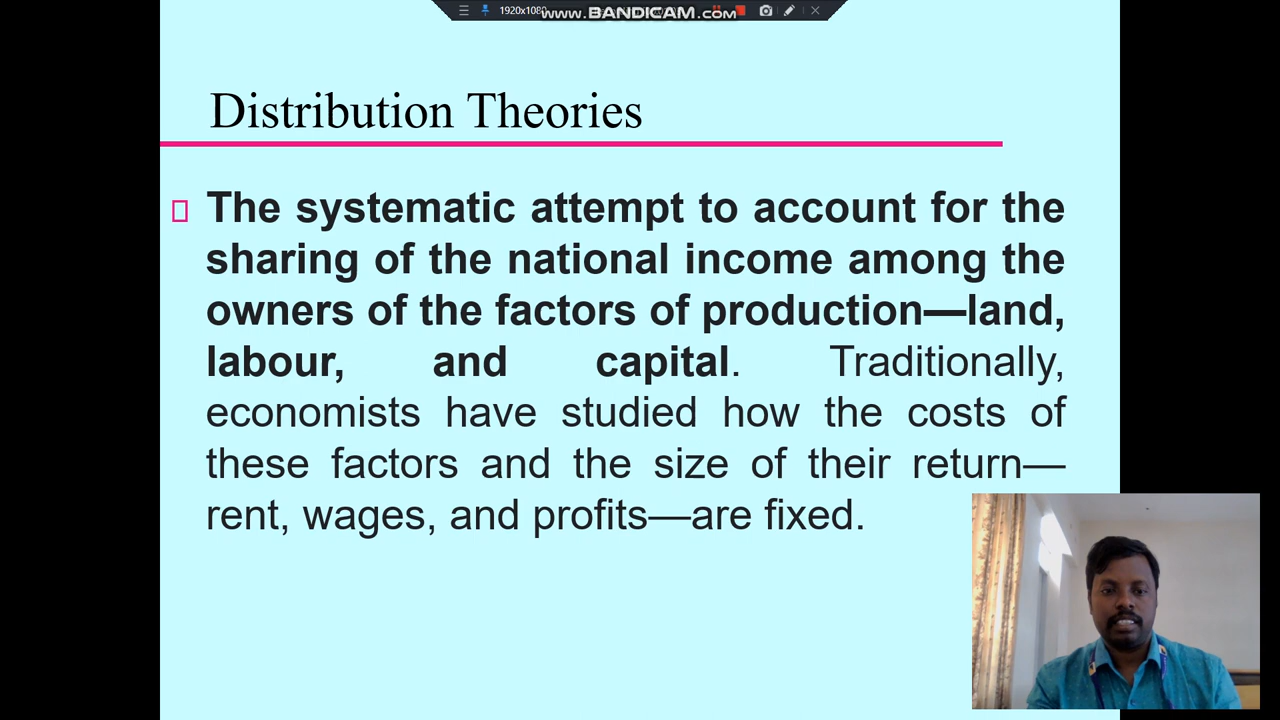 1920x1080
www.BANDICAM.com
Distribution Theories
The systematic attempt to account for the
sharing of the national income among the
owners of the factors of production—land,
labour, and capital. Traditionally,
economists have studied how the costs of
these factors and the size of their return—
rent, wages, and profits—are fixed.